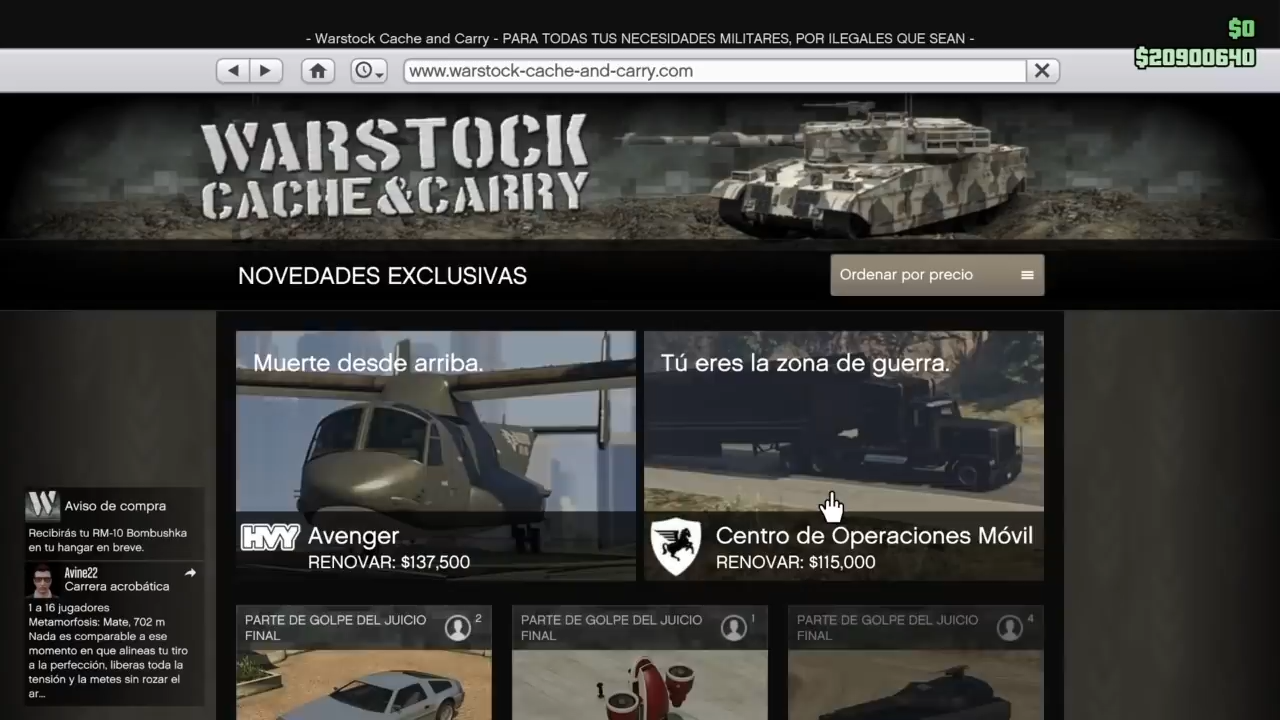 - Warstock Cache and Carry - PARA TODAS TUS NECESIDADES MILITARES, POR ILEGALES QUE SEAN -
$0
$20900640
www.warstock-cache-and-carry.com
WARSTOCK
CACHE&CARRY
NOVEDADES EXCLUSIVAS
Ordenar por precio
Muerte desde arriba.
HVY
Avenger
RENOVAR: $137,500
Tú eres la zona de guerra.
Centro de Operaciones Móvil
RENOVAR: $115,000
PARTE DE GOLPE DEL JUICIO
FINAL
2
PARTE DE GOLPE DEL JUICIO
FINAL
1
PARTE DE GOLPE DEL JUICIO
FINAL
4
W
Aviso de compra
Recibirás tu RM-10 Bombushka
en tu hangar en breve.
Avine22
Carrera acrobática
1 a 16 jugadores
Metamorfosis: Mate, 702 m
Nada es comparable a ese
momento en que alineas tu tiro
a la perfección, liberas toda la
tensión y la metes sin rozar el
ar...